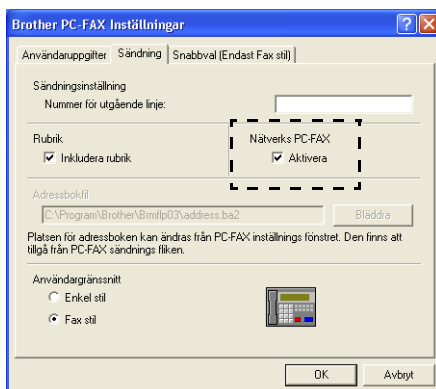 Brother PC-FAX Inställningar
Användaruppgifter Sändning Snabbval (Endast Fax stil)
Sändningsinställning
Nummer för utgående linje:
Rubrik
Inkludera rubrik
Nätverks PC-FAX
Aktivera
Adressbokfil
C:\Program\Brother\Brmflp03\address.ba2 Bläddra
Platsen för adressboken kan ändras från PC-FAX inställnings fönstret. Den finns att
tillgå från PC-FAX sändnings fliken.
Användargränssnitt
Enkel stil
Fax stil
OK Avbryt